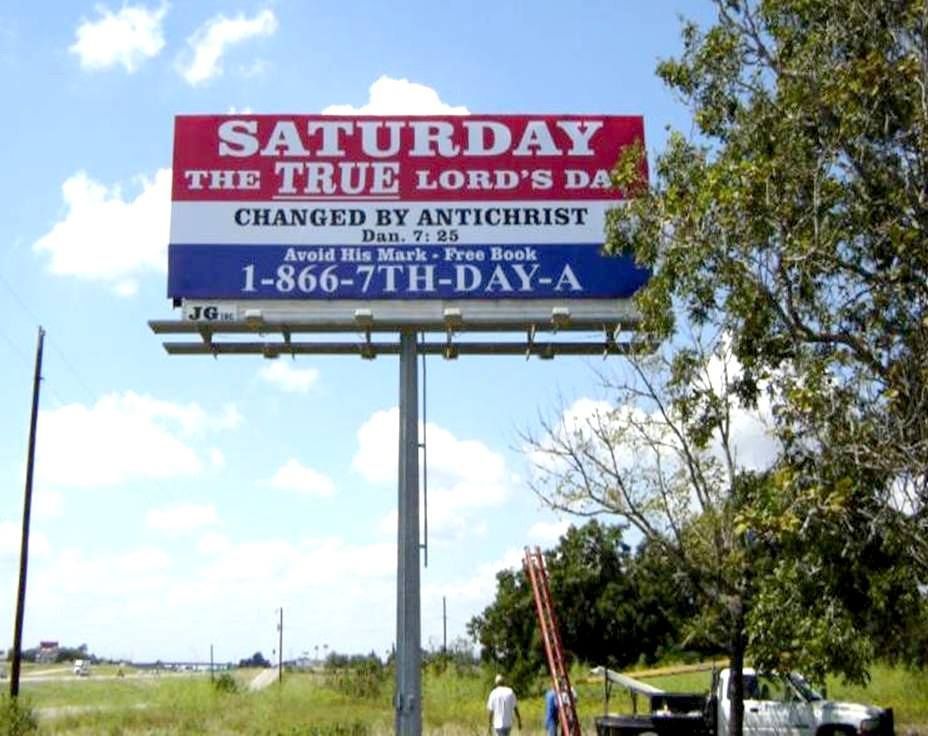 SATURDAY
THE TRUE LORD'S DA
CHANGED BY ANTICHRIST
Dan. 7: 25
Avoid His Mark - Free Book
1-866-7TH-DAY-A
JG INC